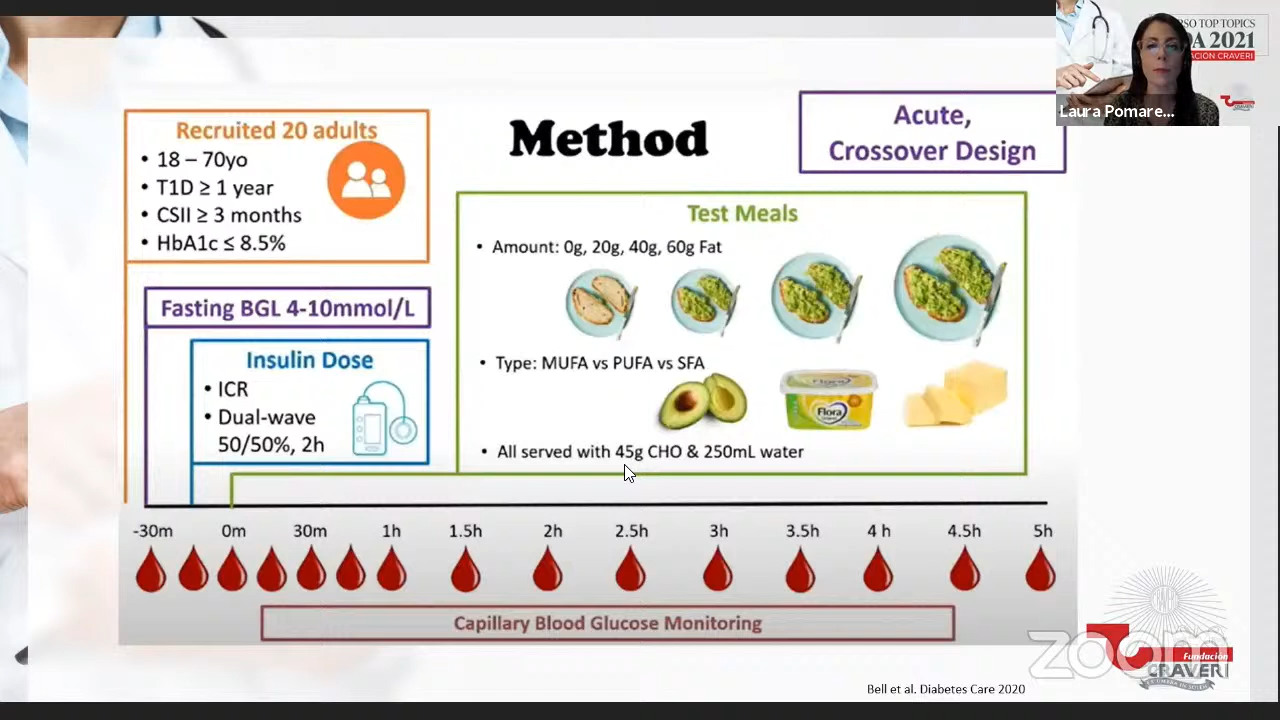 RSO TOP TOPICS
DA 2021
ACIÓN CRAVERI
Laura Pomare...
Recruited 20 adults
• 18 – 70yo
• T1D ≥ 1 year
• CSII ≥ 3 months
• HbA1c ≤ 8.5%
Method
Acute,
Crossover Design
Fasting BGL 4-10mmol/L
Insulin Dose
• ICR
• Dual-wave
50/50%, 2h
Test Meals
• Amount: 0g, 20g, 40g, 60g Fat
• Type: MUFA vs PUFA vs SFA
Flora
• All served with 45g CHO & 250mL water
-30m 0m 30m 1h 1.5h 2h 2.5h 3h 3.5h 4 h 4.5h 5h
Capillary Blood Glucose Monitoring
zoom
Fundación
CRAVERI
Bell et al. Diabetes Care 2020